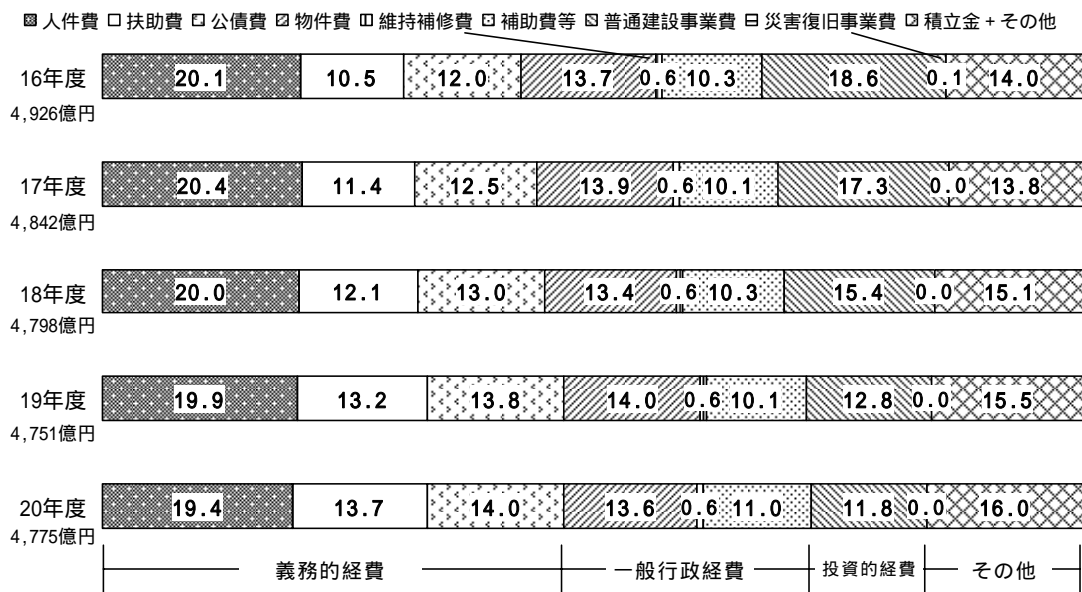 人件費 扶助費 公債費 物件費 維持補修費 補助費等 普通建設事業費 災害復旧事業費 積立金+その他
16年度 20.1 10.5 12.0 13.7 0.6 10.3 18.6 0.1 14.0
4,926億円
17年度 20.4 11.4 12.5 13.9 0.6 10.1 17.3 0.0 13.8
4,842億円
18年度 20.0 12.1 13.0 13.4 0.6 10.3 15.4 0.0 15.1
4,798億円
19年度 19.9 13.2 13.8 14.0 0.6 10.1 12.8 0.0 15.5
4,751億円
20年度 19.4 13.7 14.0 13.6 0.6 11.0 11.8 0.0 16.0
4,775億円
義務的経費 一般行政経費 投資的経費 その他